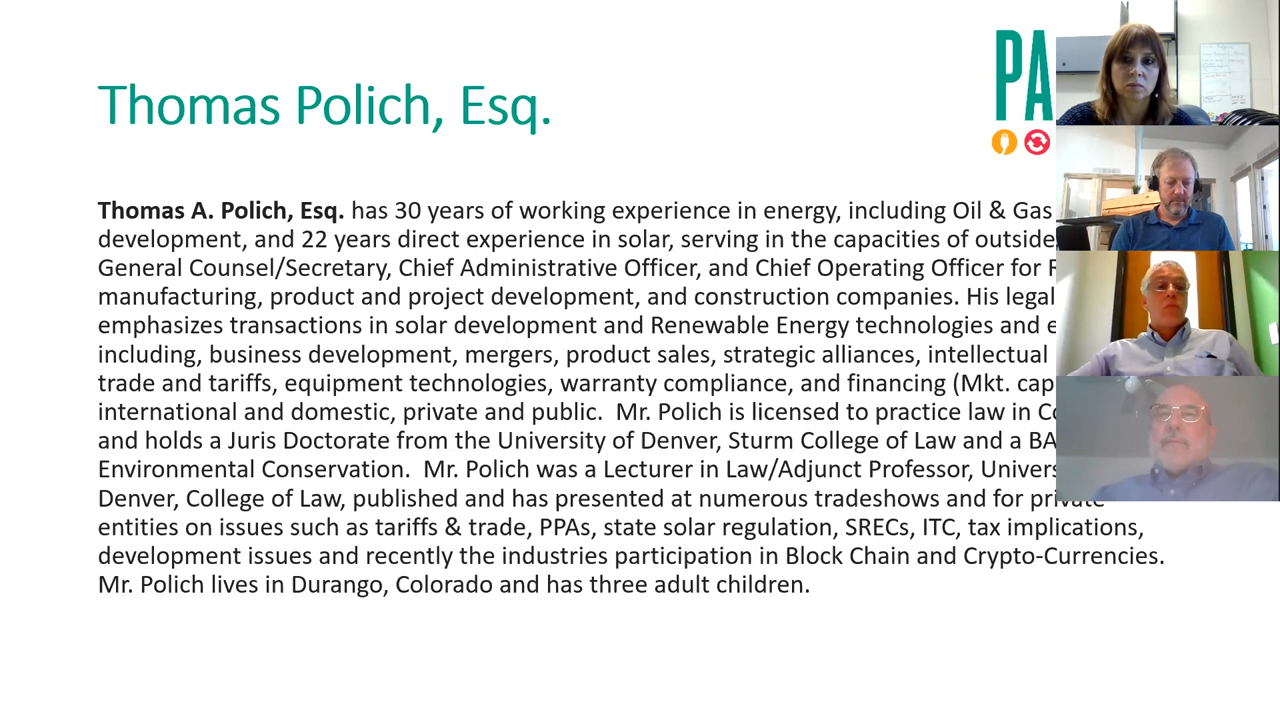 Thomas Polich, Esq.
PA
Thomas A. Polich, Esq. has 30 years of working experience in energy, including Oil & Gas
development, and 22 years direct experience in solar, serving in the capacities of outside
General Counsel/Secretary, Chief Administrative Officer, and Chief Operating Officer for
manufacturing, product and project development, and construction companies. His legal
emphasizes transactions in solar development and Renewable Energy technologies and
including, business development, mergers, product sales, strategic alliances, intellectual
trade and tariffs, equipment technologies, warranty compliance, and financing (Mkt. cap
international and domestic, private and public. Mr. Polich is licensed to practice law in
and holds a Juris Doctorate from the University of Denver, Sturm College of Law and a BA
Environmental Conservation. Mr. Polich was a Lecturer in Law/Adjunct Professor,
Denver, College of Law, published and has presented at numerous tradeshows and for private
entities on issues such as tariffs & trade, PPAs, state solar regulation, SRECs, ITC, tax implications,
development issues and recently the industries participation in Block Chain and Crypto-Currencies.
Mr. Polich lives in Durango, Colorado and has three adult children.